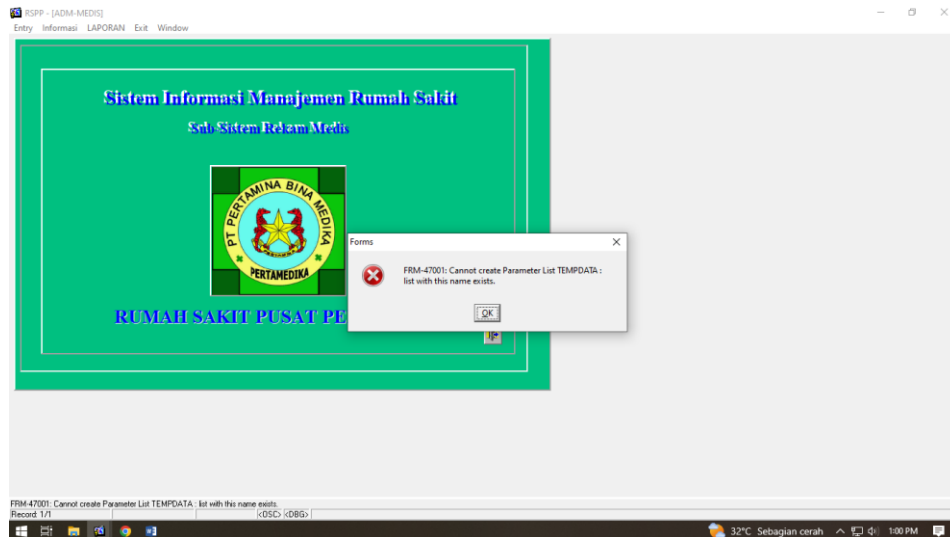 RSPP - [ADM-MEDIS]
Entry Informasi LAPORAN Exit Window
Sistem Informasi Manajemen Rumah Sakit
Sub-Sistem Rekam Medis
PT PERTAMINA BINA MEDIKA
PERTAMEDIKA
RUMAH SAKIT PUSAT PE
Forms
FRM-47001: Cannot create Parameter List TEMPDATA :
list with this name exists.
OK
FRM-47001: Cannot create Parameter List TEMPDATA : list with this name exists.
Record: 1/1 <OSC> <DBG>
32°C Sebagian cerah 1:00 PM